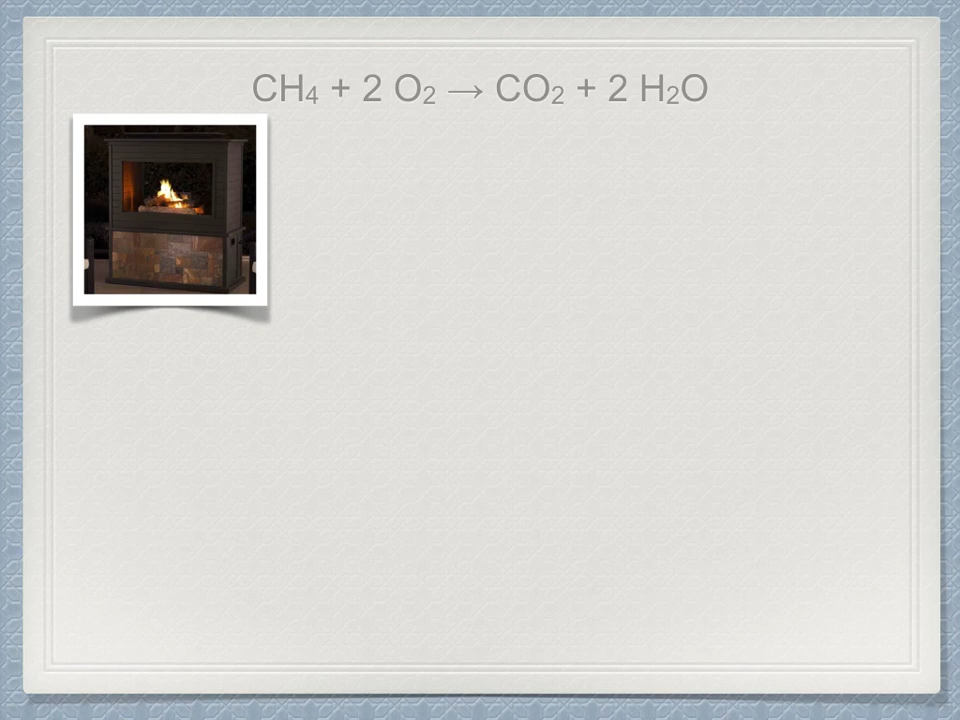 CH₄ + 2 O₂ → CO₂ + 2 H₂O